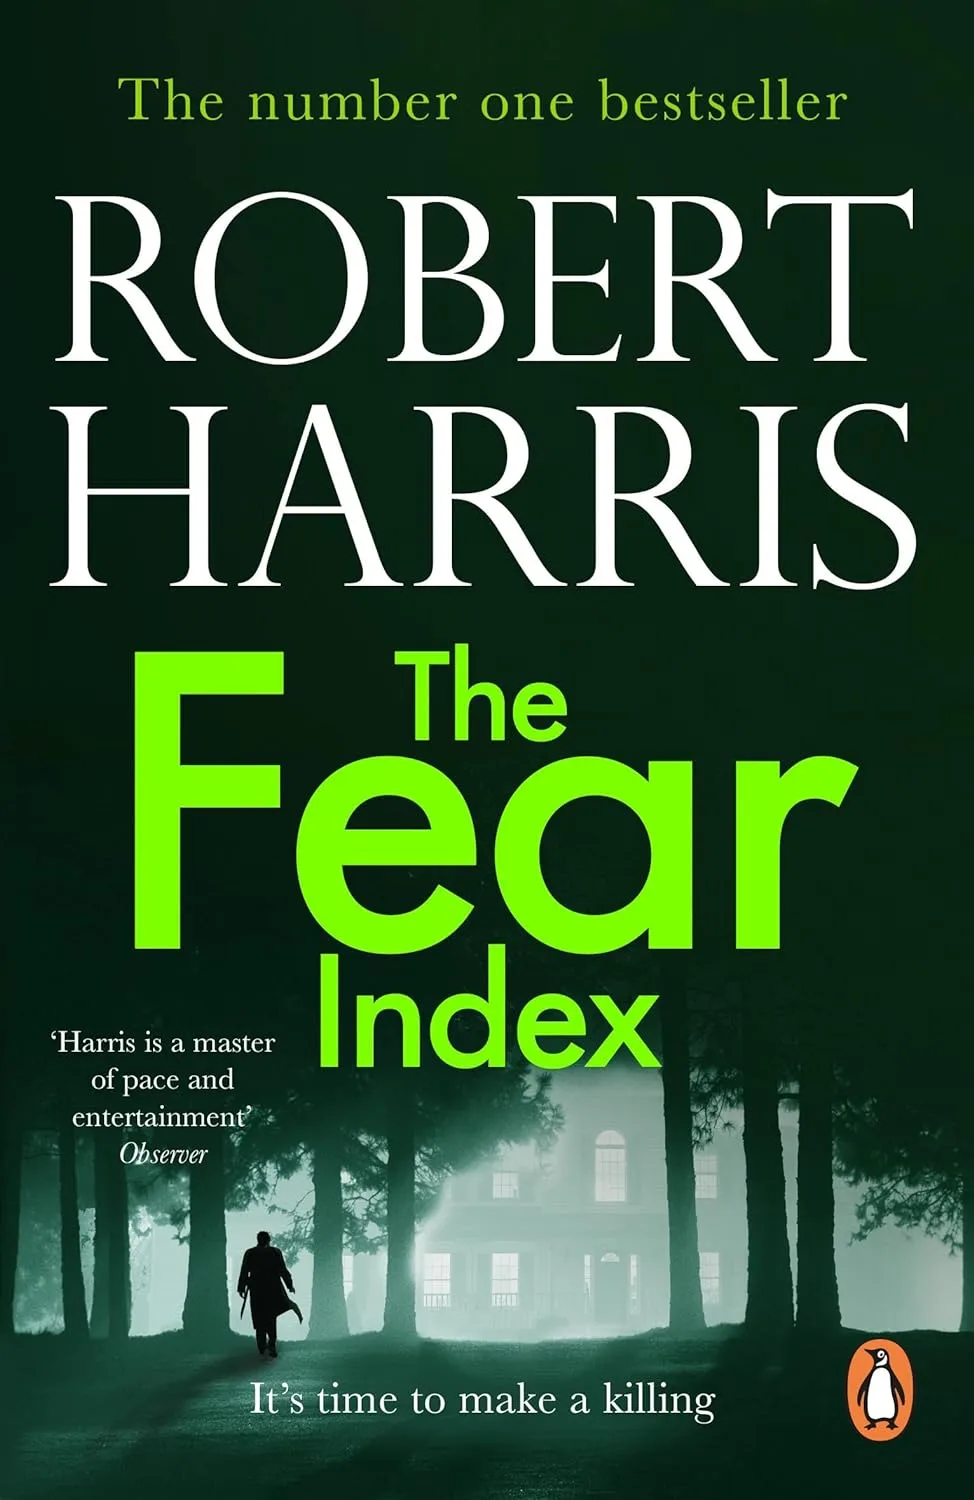 The number one bestseller
ROBERT
HARRIS
The
Fear
Index
‘Harris is a master
of pace and
entertainment’
Observer
It’s time to make a killing